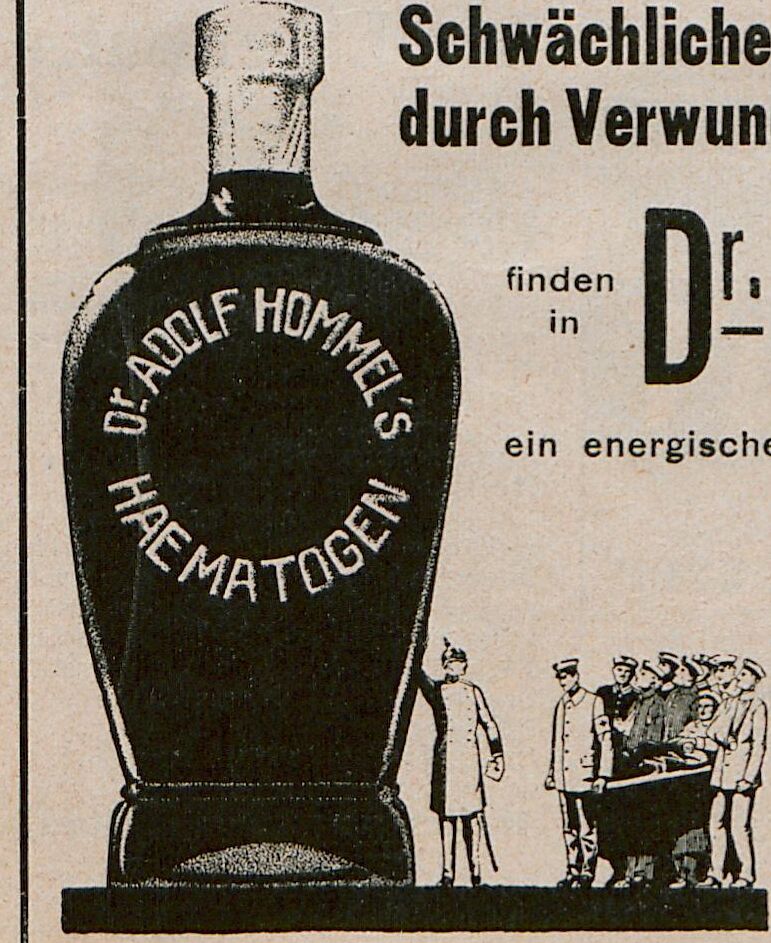 Schwächliche
durch Verwun
finden
in
Dr.
ein energische
Dr. ADOLF HOMMEL'S
HAEMATOGEN